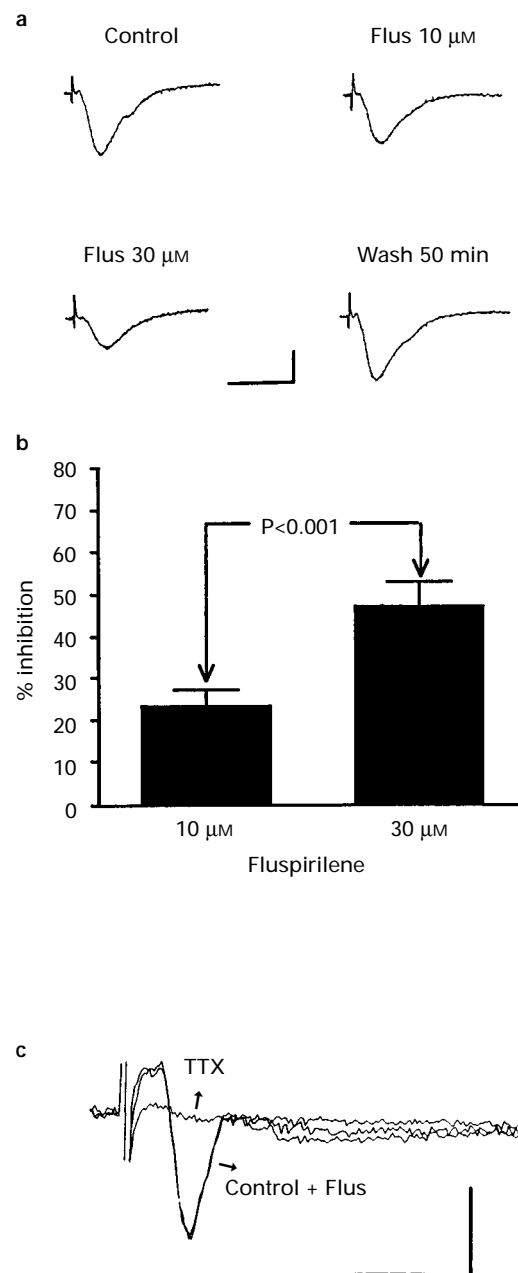 a
Control
Flus 10 µM
Flus 30 µM
Wash 50 min
b
80
70
60
50
40
30
20
10
0
% inhibition
P<0.001
10 µM
30 µM
Fluspirilene
c
TTX
Control + Flus